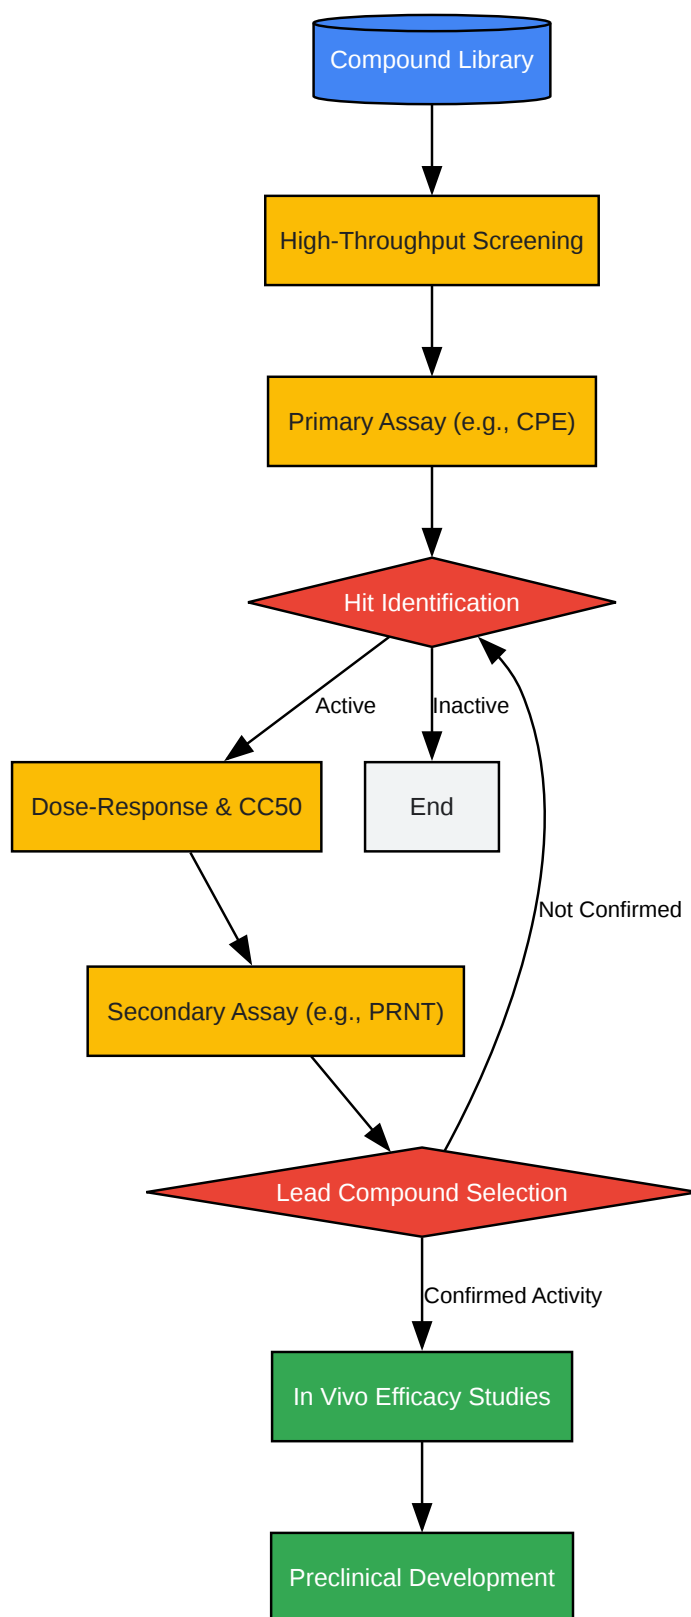 Compound Library
High-Throughput Screening
Primary Assay (e.g., CPE)
Hit Identification
Active
Inactive
Dose-Response & CC50
End
Not Confirmed
Secondary Assay (e.g., PRNT)
Lead Compound Selection
Confirmed Activity
In Vivo Efficacy Studies
Preclinical Development